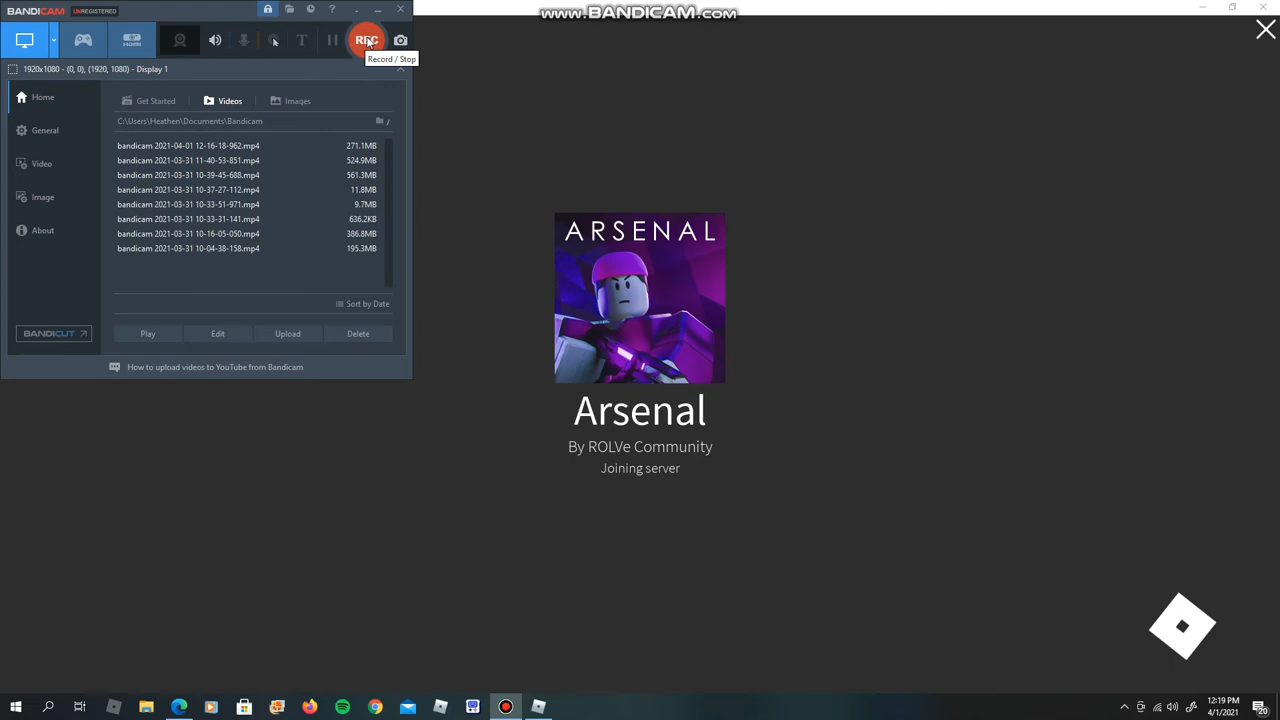 BANDICAM UNREGISTERED
WWW.BANDICAM.COM
REC
Record / Stop
1920x1080 - (0, 0), (1920, 1080) - Display 1
Home
General
Video
Image
About
BANDICUT
Get Started
Videos
Images
C:\Users\Heathen\Documents\Bandicam
bandicam 2021-04-01 12-16-18-962.mp4 271.1MB
bandicam 2021-03-31 11-40-53-851.mp4 524.9MB
bandicam 2021-03-31 10-39-45-688.mp4 561.3MB
bandicam 2021-03-31 10-37-27-112.mp4 11.8MB
bandicam 2021-03-31 10-33-51-971.mp4 9.7MB
bandicam 2021-03-31 10-33-31-141.mp4 636.2KB
bandicam 2021-03-31 10-16-05-050.mp4 386.8MB
bandicam 2021-03-31 10-04-38-158.mp4 195.3MB
Sort by Date
Play Edit Upload Delete
How to upload videos to YouTube from Bandicam
ARSENAL
Arsenal
By ROLVe Community
Joining server
12:19 PM
4/1/2021
20